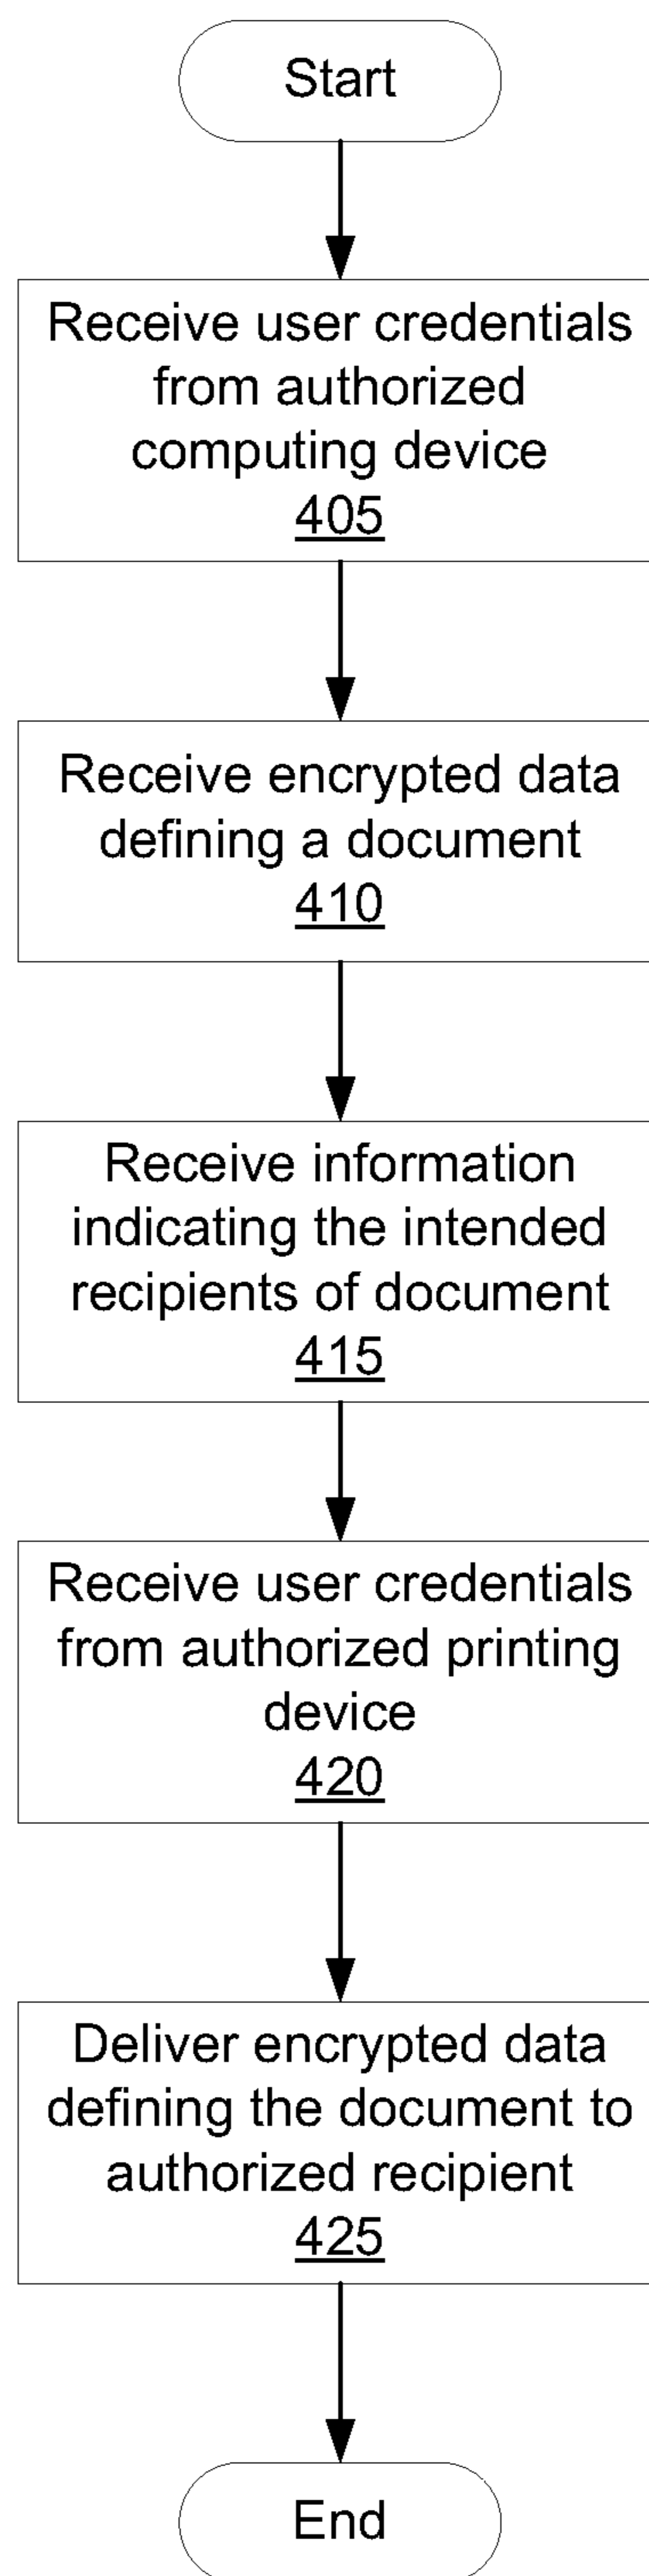 Start
Receive user credentials
from authorized
computing device
405
Receive encrypted data
defining a document
410
Receive information
indicating the intended
recipients of document
415
Receive user credentials
from authorized printing
device
420
Deliver encrypted data
defining the document to
authorized recipient
425
End